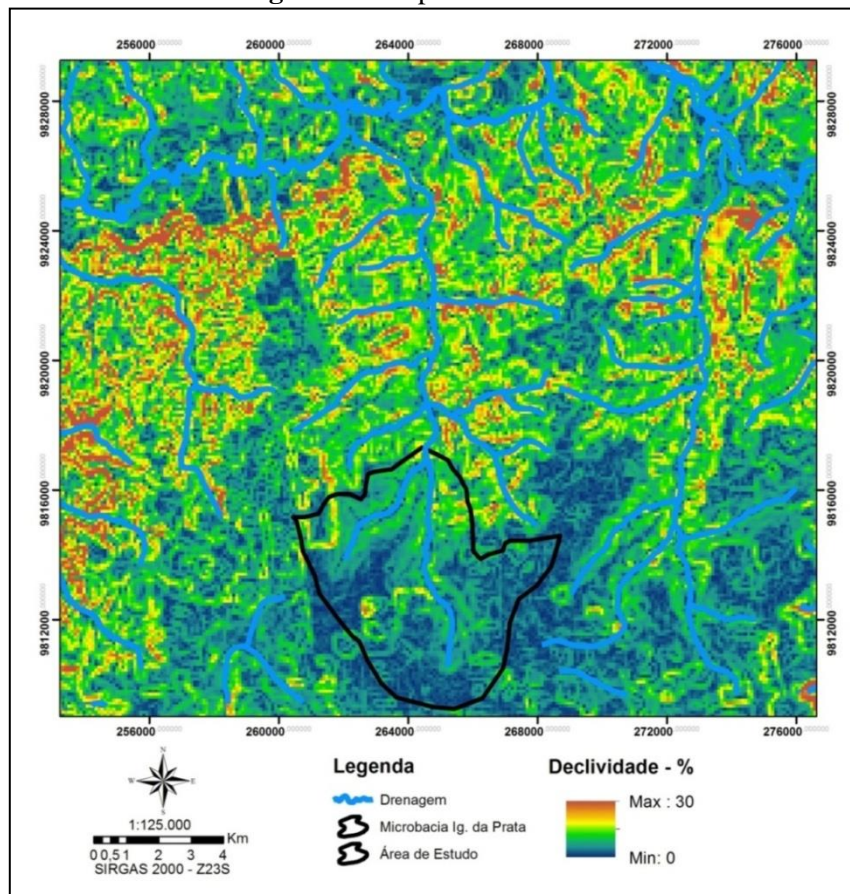 256000 260000 264000 268000 272000 276000
9828000 9828000
9824000 9824000
9820000 9820000
9816000 9816000
9812000 9812000
256000 260000 264000 268000 272000 276000
N
W E
S
1:125.000
Km
0 0,5 1 2 3 4
SIRGAS 2000 - Z23S
Legenda
Drenagem
Microbacia Ig. da Prata
Área de Estudo
Declividade - %
Max : 30
Min: 0